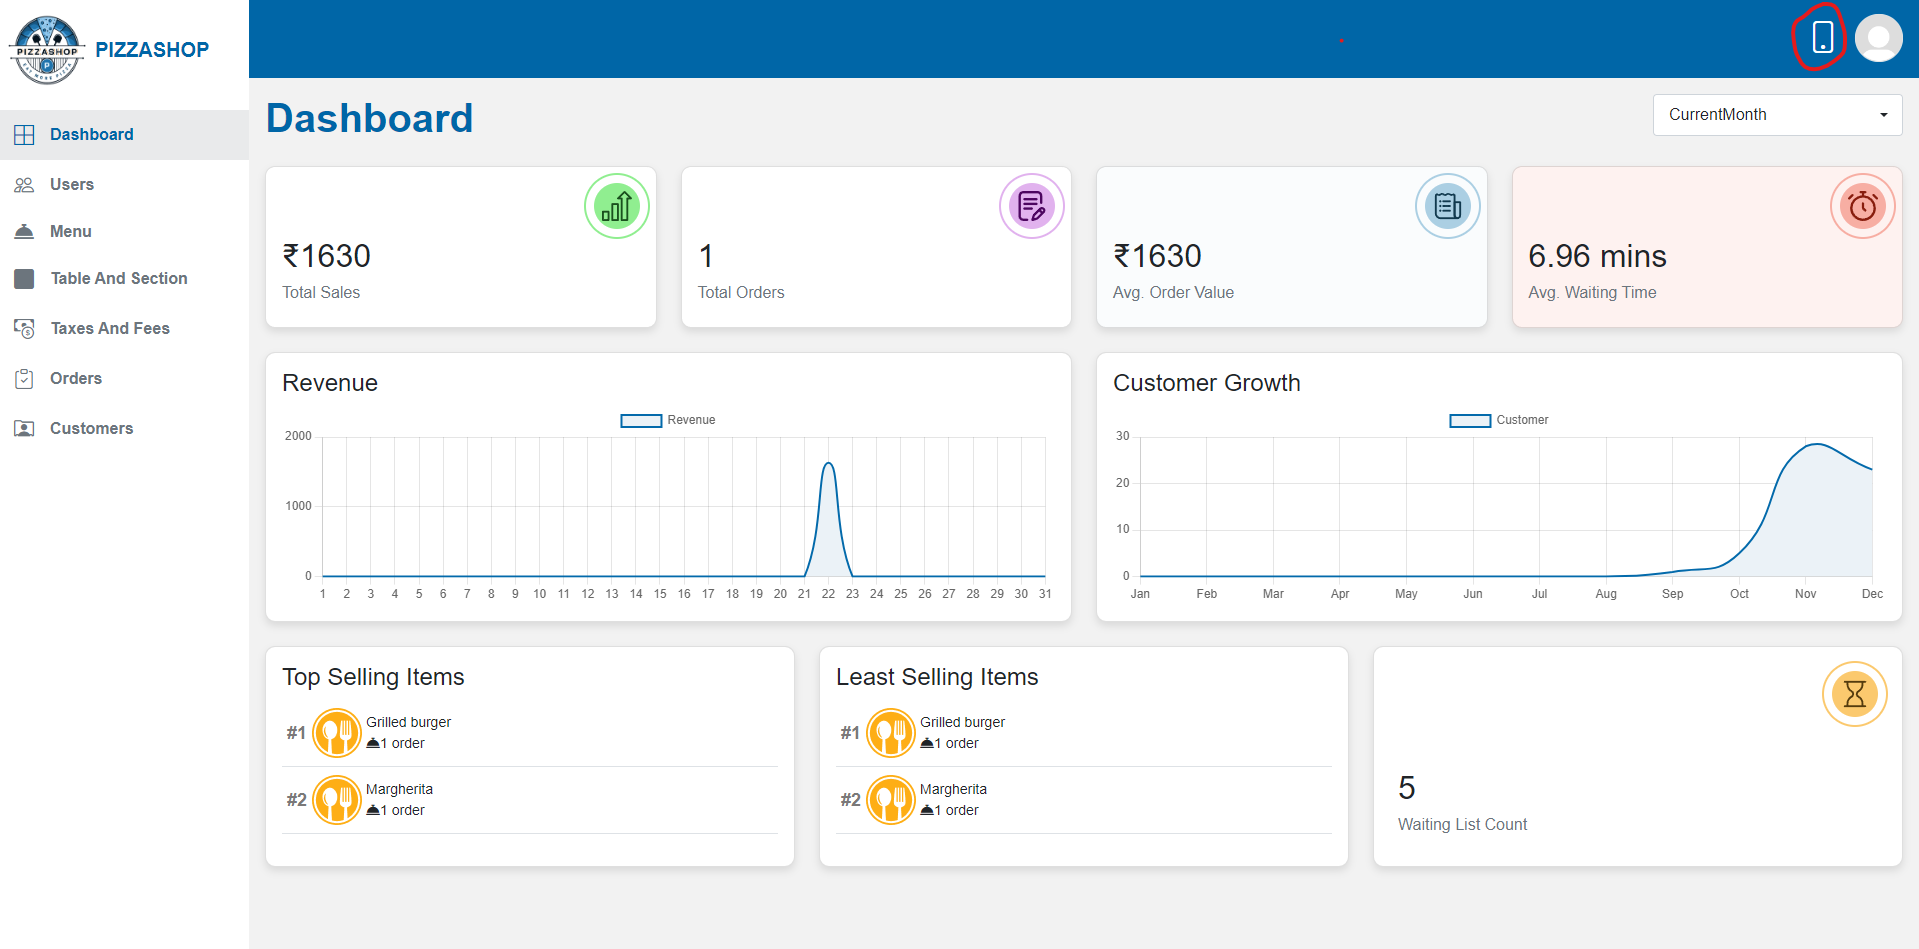 PIZZASHOP
EAT MORE PIZZA
PIZZASHOP
Dashboard
Users
Menu
Table And Section
Taxes And Fees
Orders
Customers
Dashboard
CurrentMonth
₹1630
Total Sales
1
Total Orders
₹1630
Avg. Order Value
6.96 mins
Avg. Waiting Time
Revenue
Revenue
2000
1000
0
1 2 3 4 5 6 7 8 9 10 11 12 13 14 15 16 17 18 19 20 21 22 23 24 25 26 27 28 29 30 31
Customer Growth
Customer
30
20
10
0
Jan Feb Mar Apr May Jun Jul Aug Sep Oct Nov Dec
Top Selling Items
#1
Grilled burger
1 order
#2
Margherita
1 order
Least Selling Items
#1
Grilled burger
1 order
#2
Margherita
1 order
5
Waiting List Count